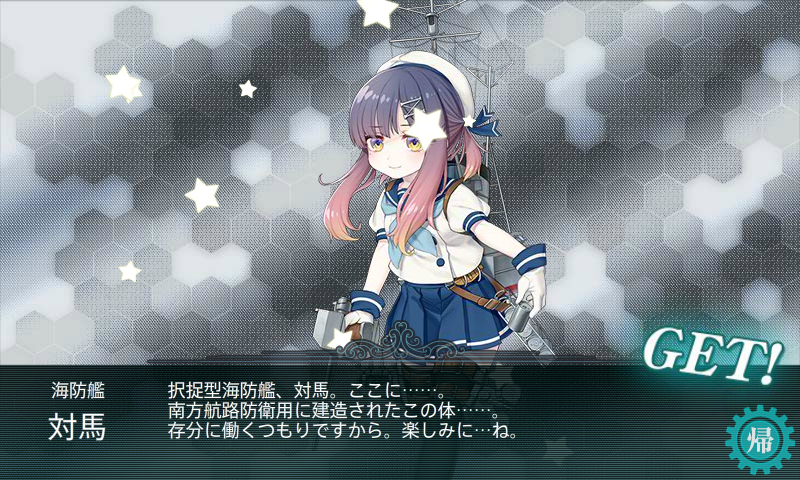 GET!
海防艦
対馬
択捉型海防艦、対馬。ここに……。
南方航路防衛用に建造されたこの体……。
存分に働くつもりですから。楽しみに…ね。
帰